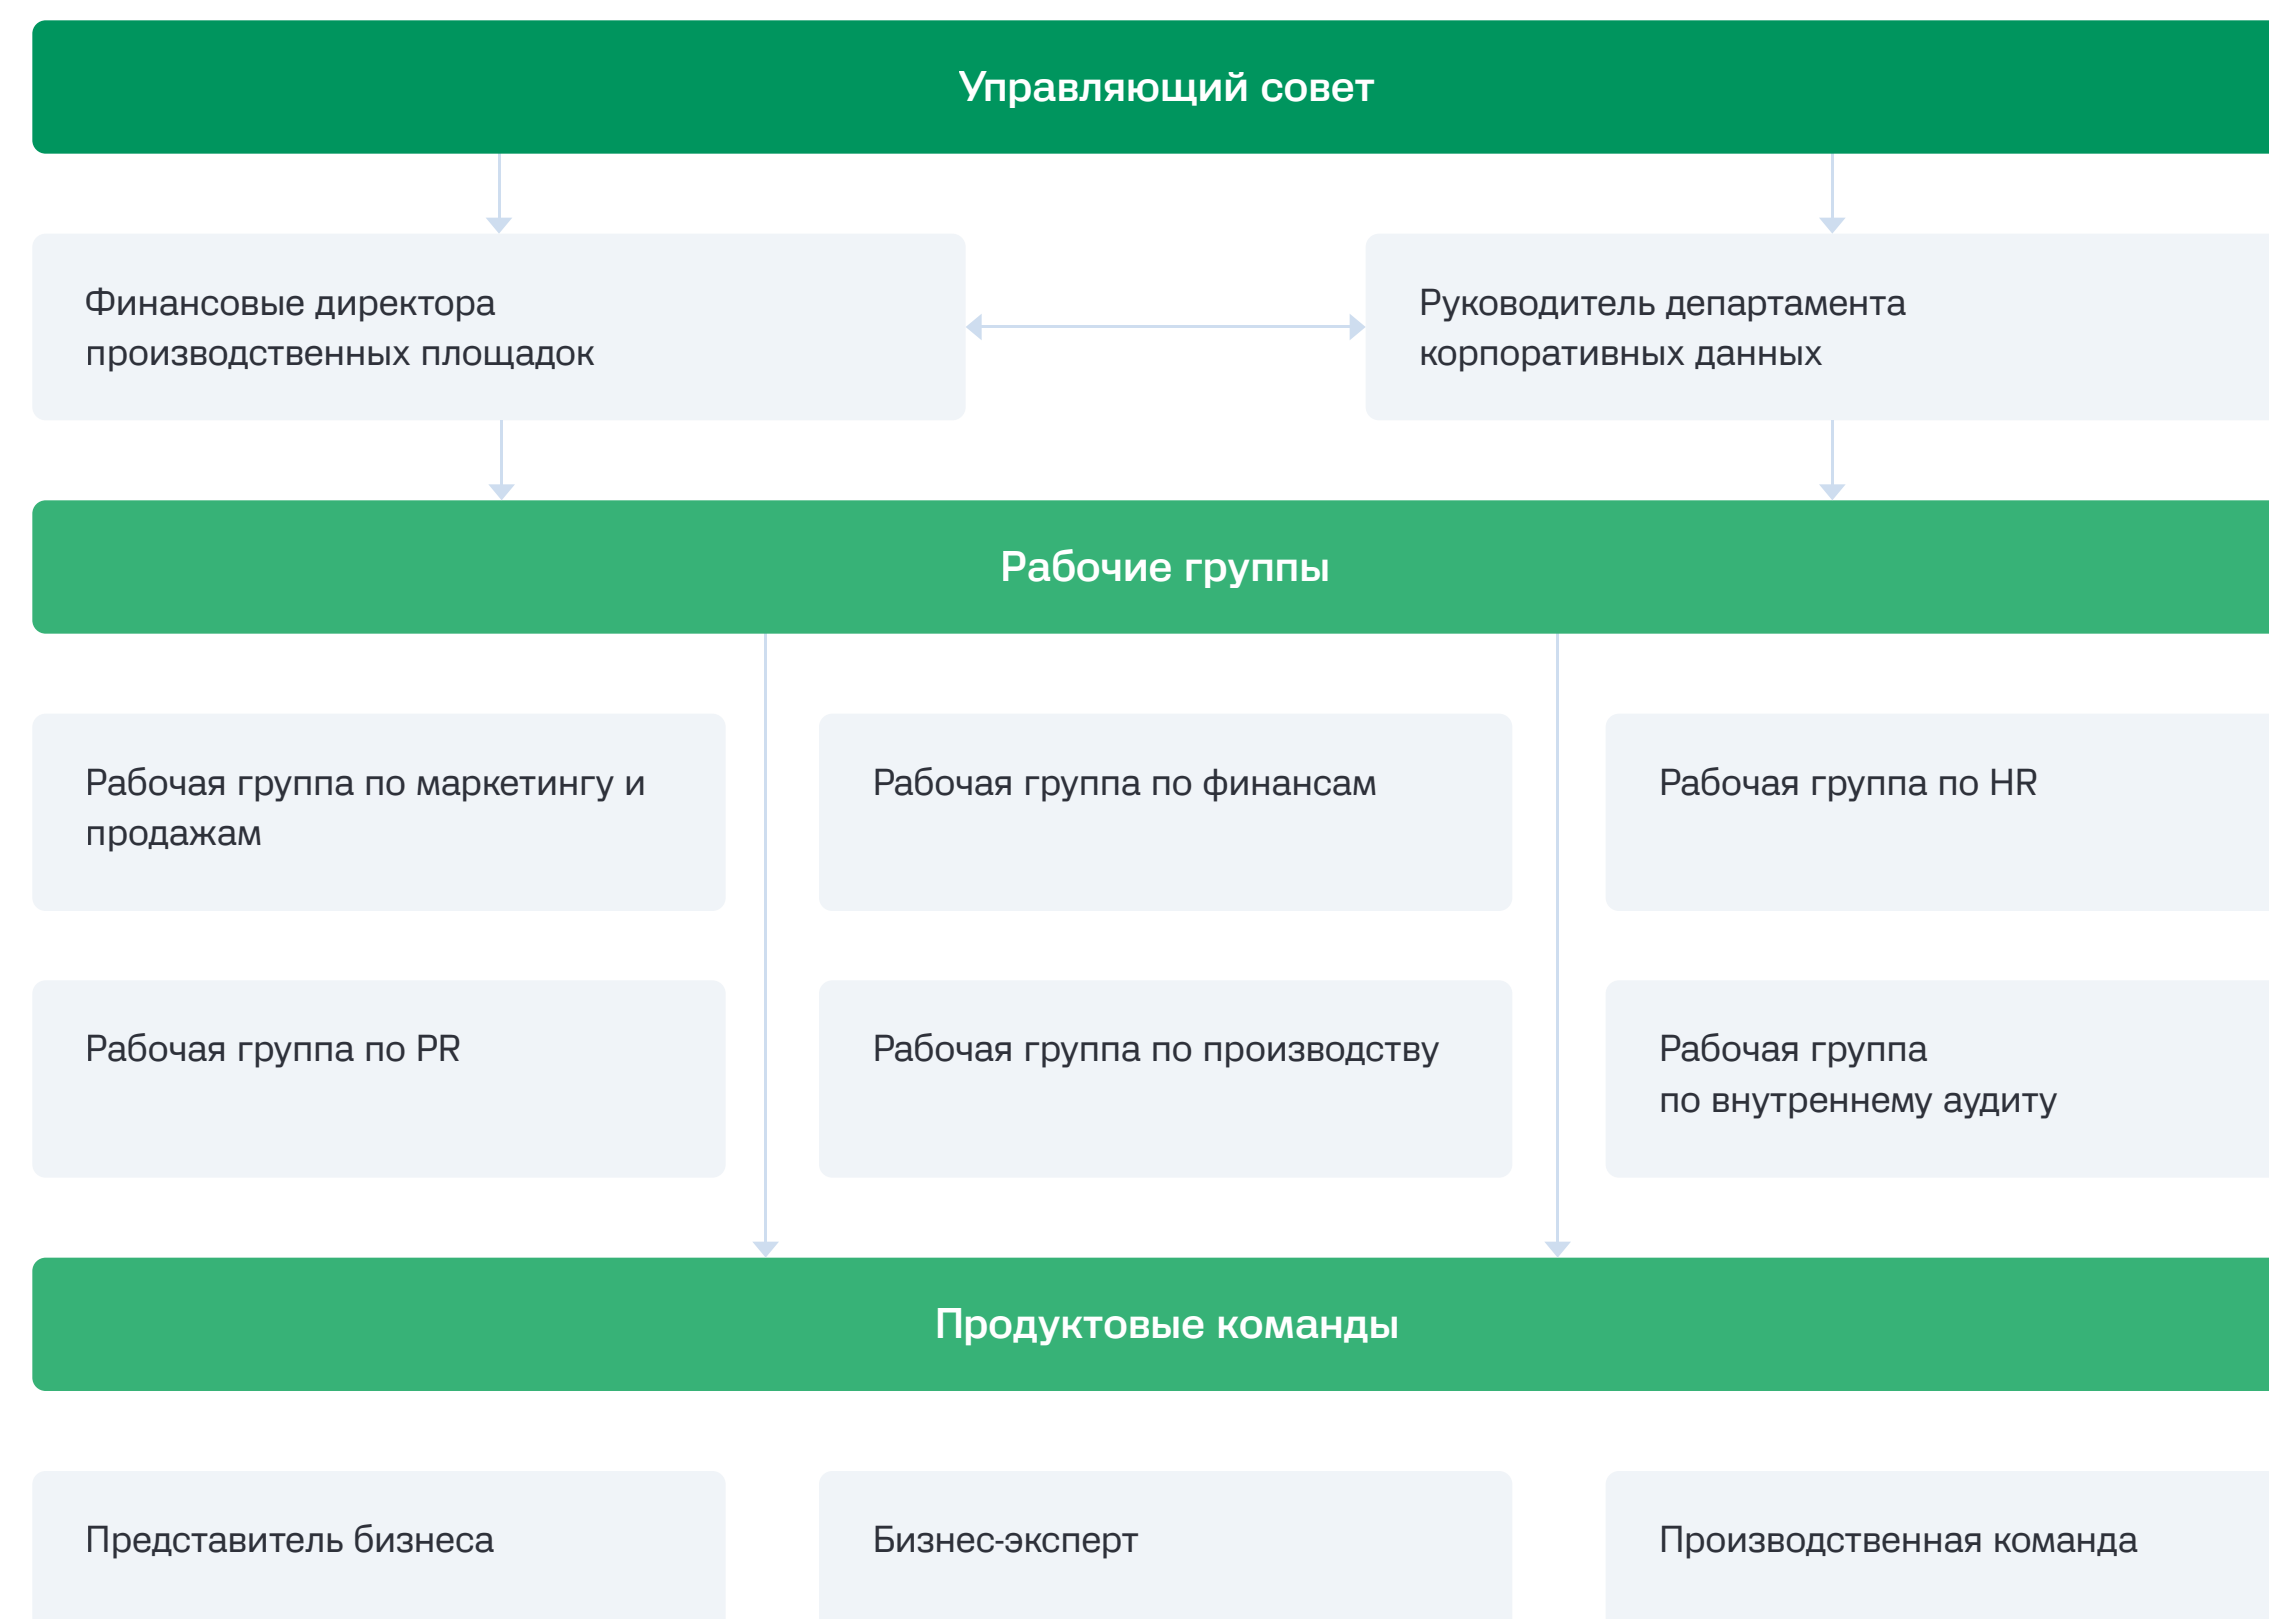 Управляющий совет
Финансовые директора
производственных площадок
Руководитель департамента
корпоративных данных
Рабочие группы
Рабочая группа по маркетингу и
продажам
Рабочая группа по финансам
Рабочая группа по HR
Рабочая группа по PR
Рабочая группа по производству
Рабочая группа
по внутреннему аудиту
Продуктовые команды
Представитель бизнеса
Бизнес-эксперт
Производственная команда